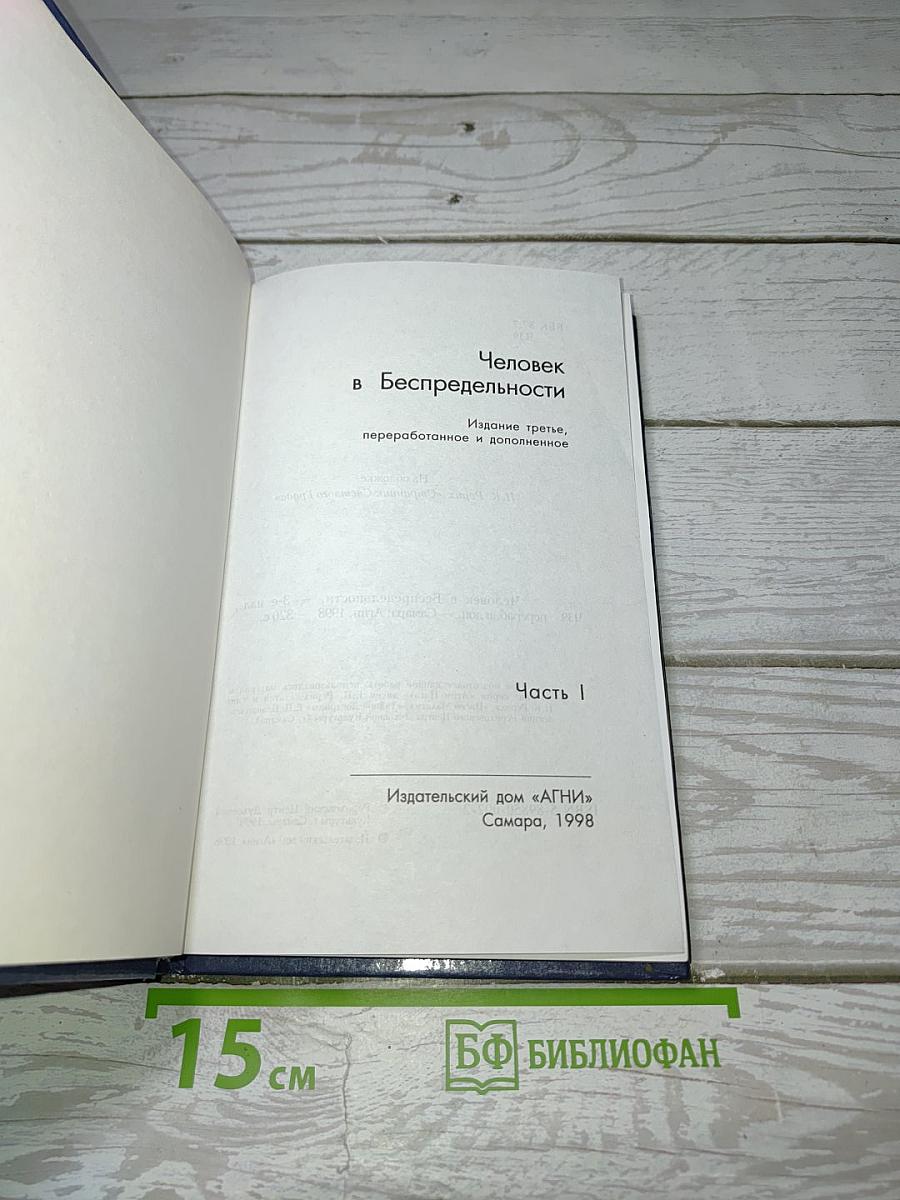 Человек
в Беспредельности
Издание третье,
переработанное и дополненное
Часть I
Издательский дом «АГНИ»
Самара, 1998
15 см
БФ БИБЛИОФАН